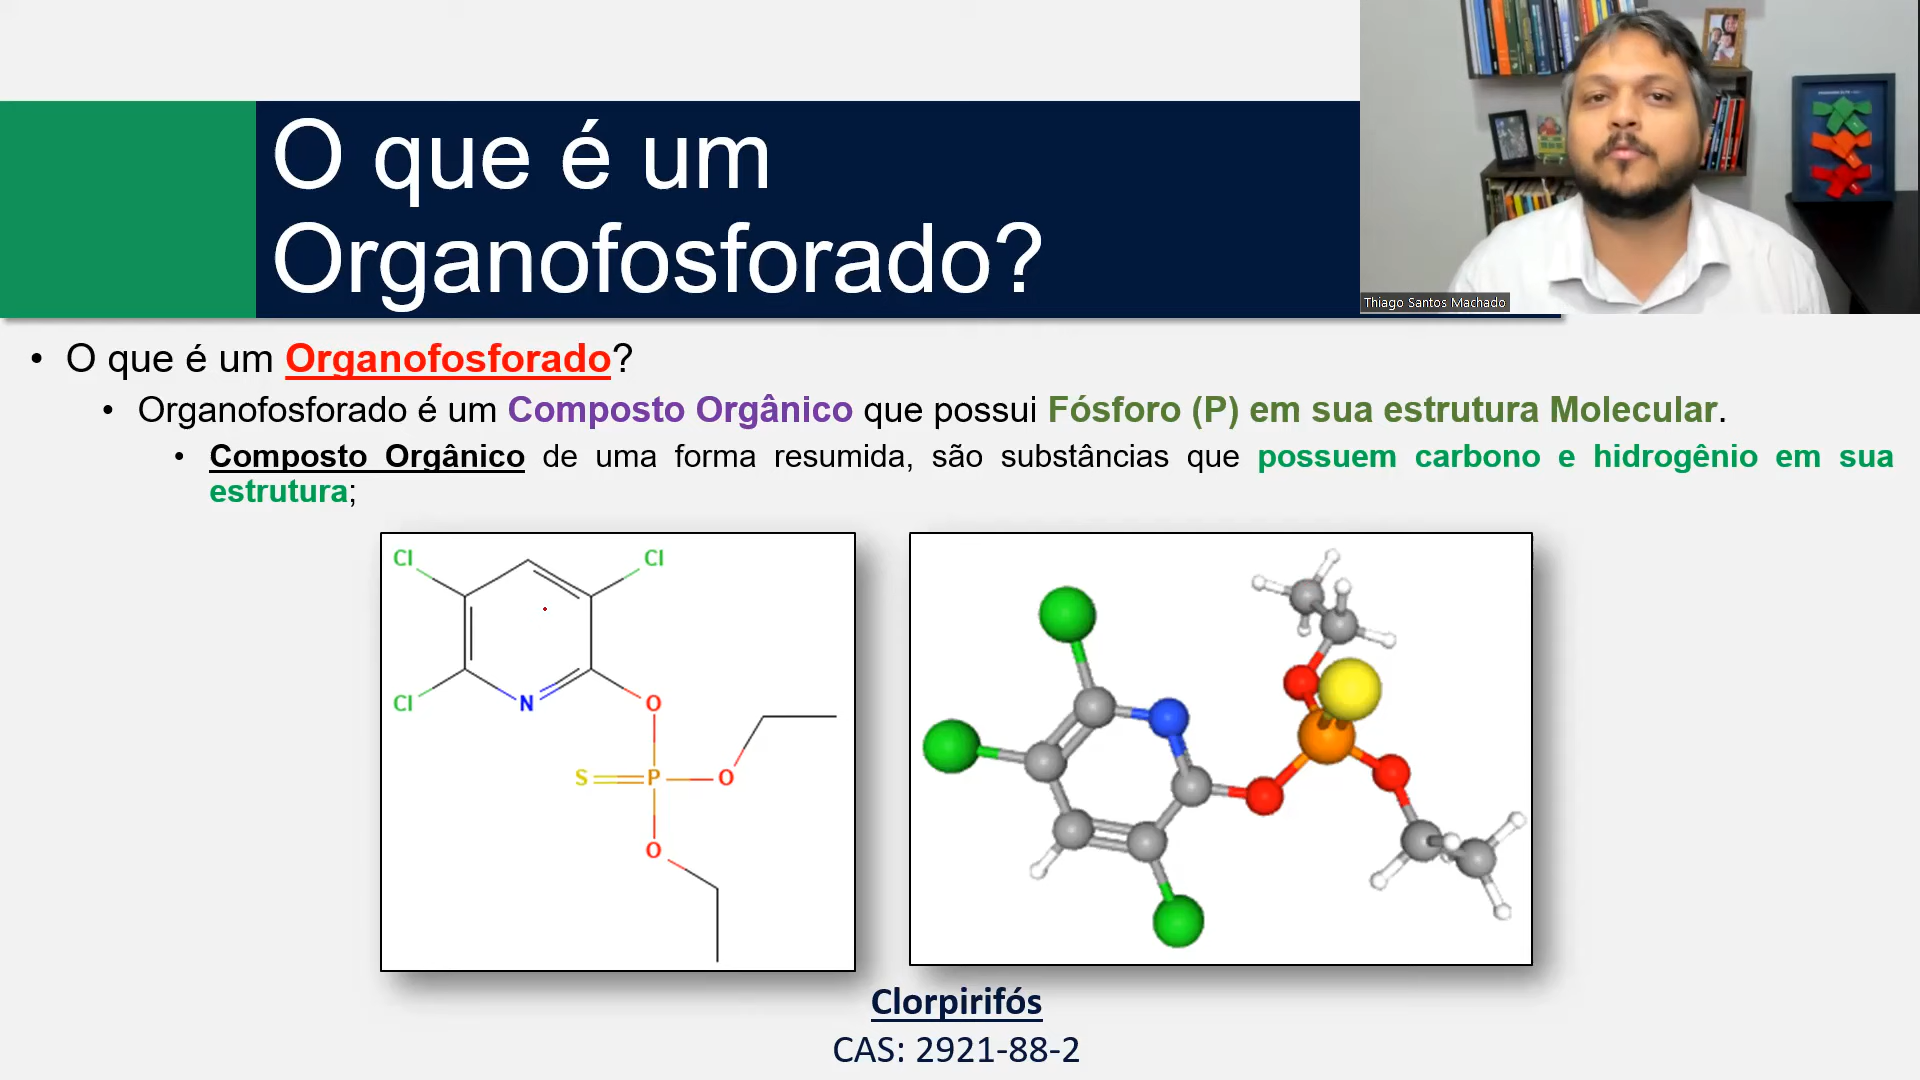 O que é um
Organofosforado?
Thiago Santos Machado
• O que é um Organofosforado?
• Organofosforado é um Composto Orgânico que possui Fósforo (P) em sua estrutura Molecular.
• Composto Orgânico de uma forma resumida, são substâncias que possuem carbono e hidrogênio em sua
estrutura;
Cl Cl
Cl N O
S P O
O
Clorpirifós
CAS: 2921-88-2